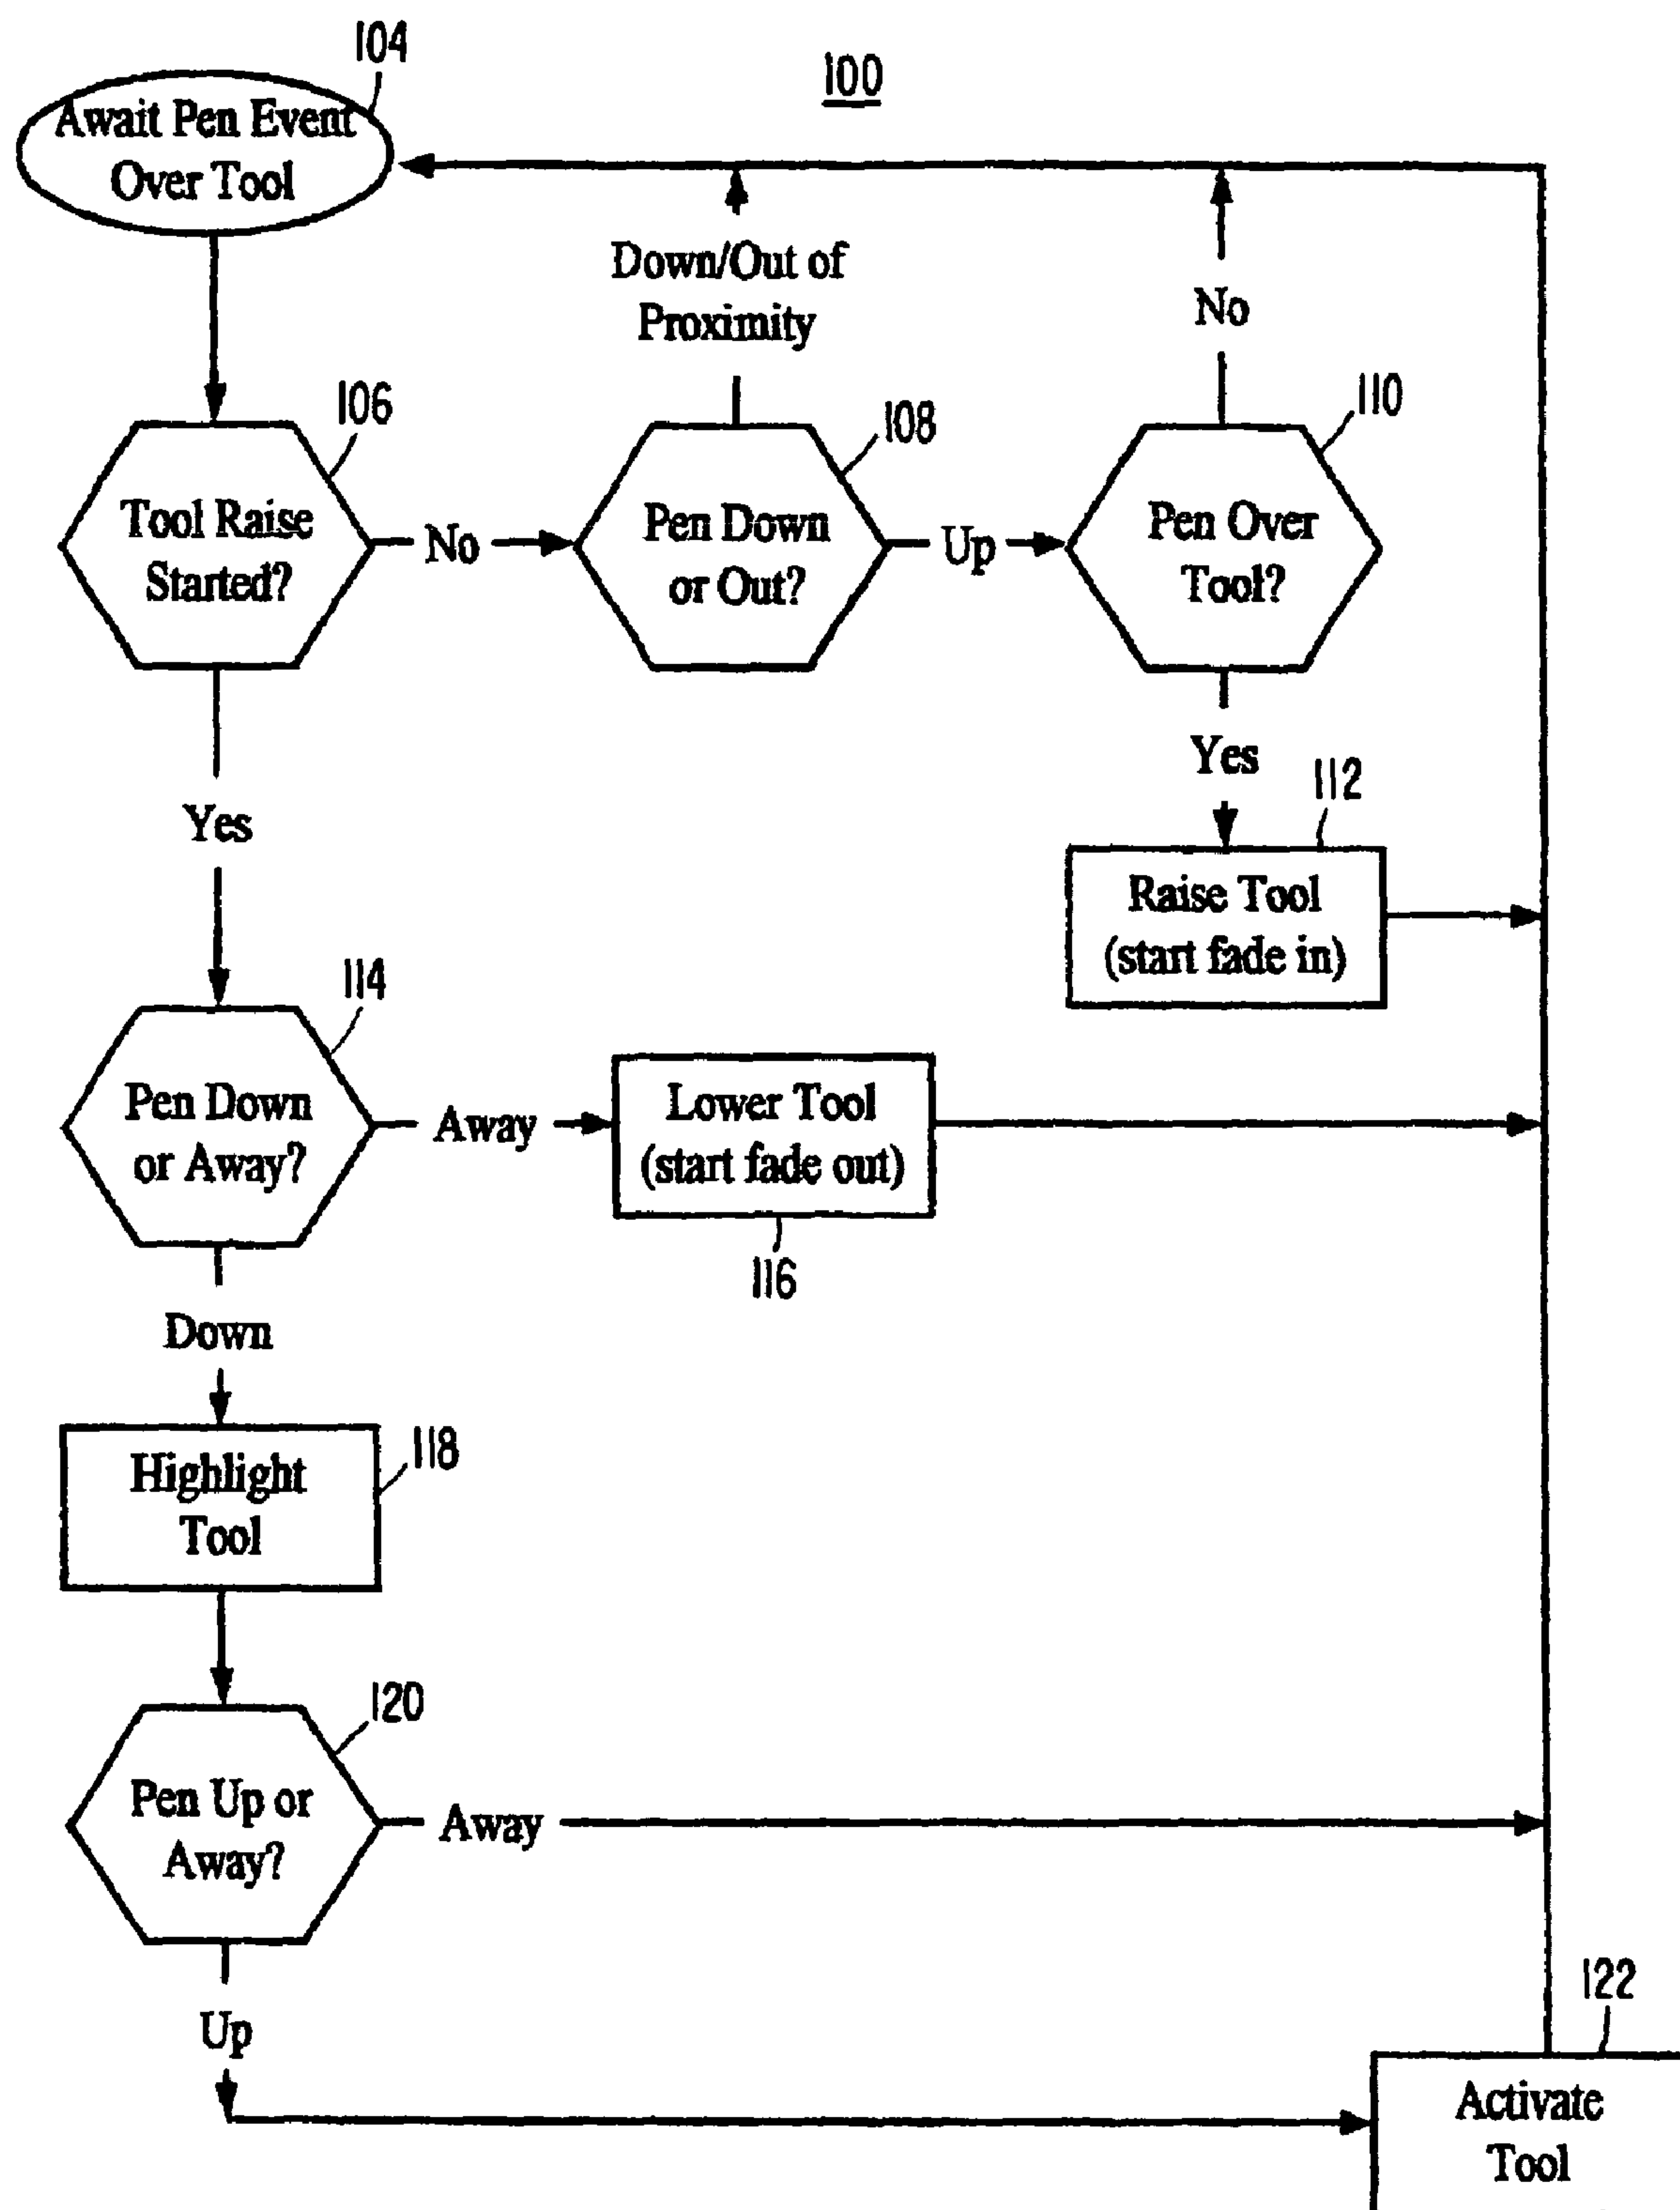 104
100
Await Pen Event
Over Tool
Down/Out of
Proximity
No
106
108
110
Tool Raise
Started?
No
Pen Down
or Out?
Up
Pen Over
Tool?
Yes
112
Yes
Raise Tool
(start fade in)
114
Pen Down
or Away?
Away
Lower Tool
(start fade out)
116
Down
118
Highlight
Tool
120
Pen Up or
Away?
Away
122
Up
Activate
Tool